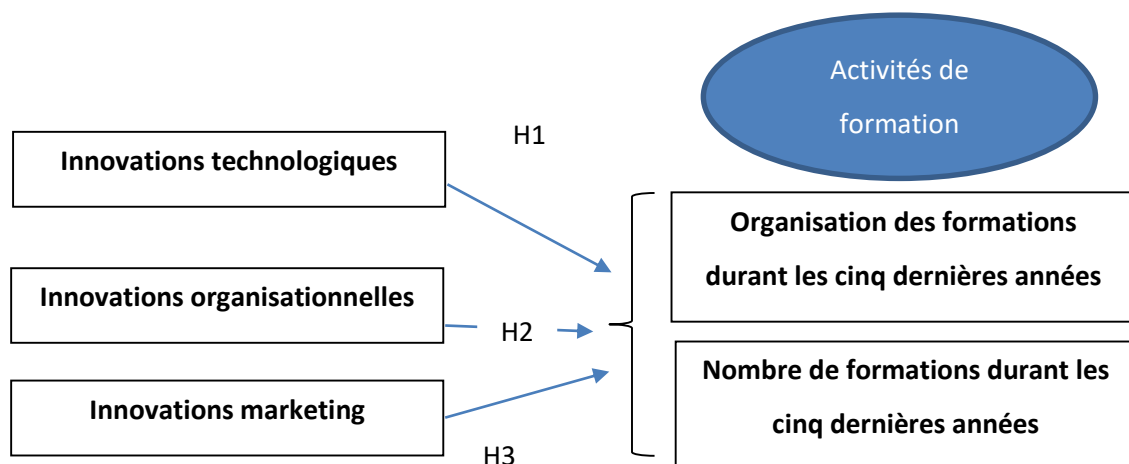 Activités de
formation
H1
Innovations technologiques
Organisation des formations
durant les cinq dernières années
Innovations organisationnelles
H2
Nombre de formations durant les
cinq dernières années
Innovations marketing
H3